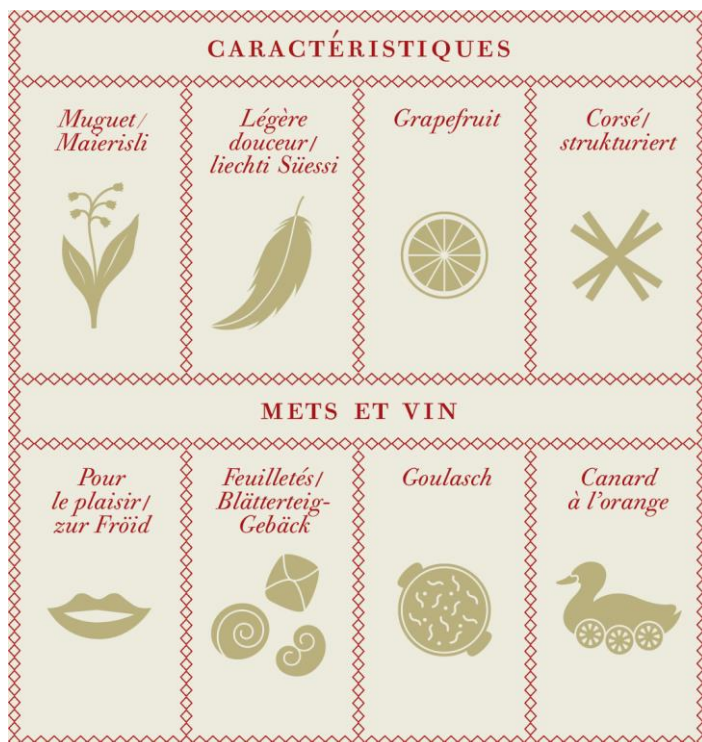 CARACTÉRISTIQUES
Muguet/
Maierisli
Légère
douceur/
liechti Süessi
Grapefruit
Corsé/
strukturiert
METS ET VIN
Pour
le plaisir/
zur Fröid
Feuilletés/
Blätterteig-
Gebäck
Goulasch
Canard
à l'orange